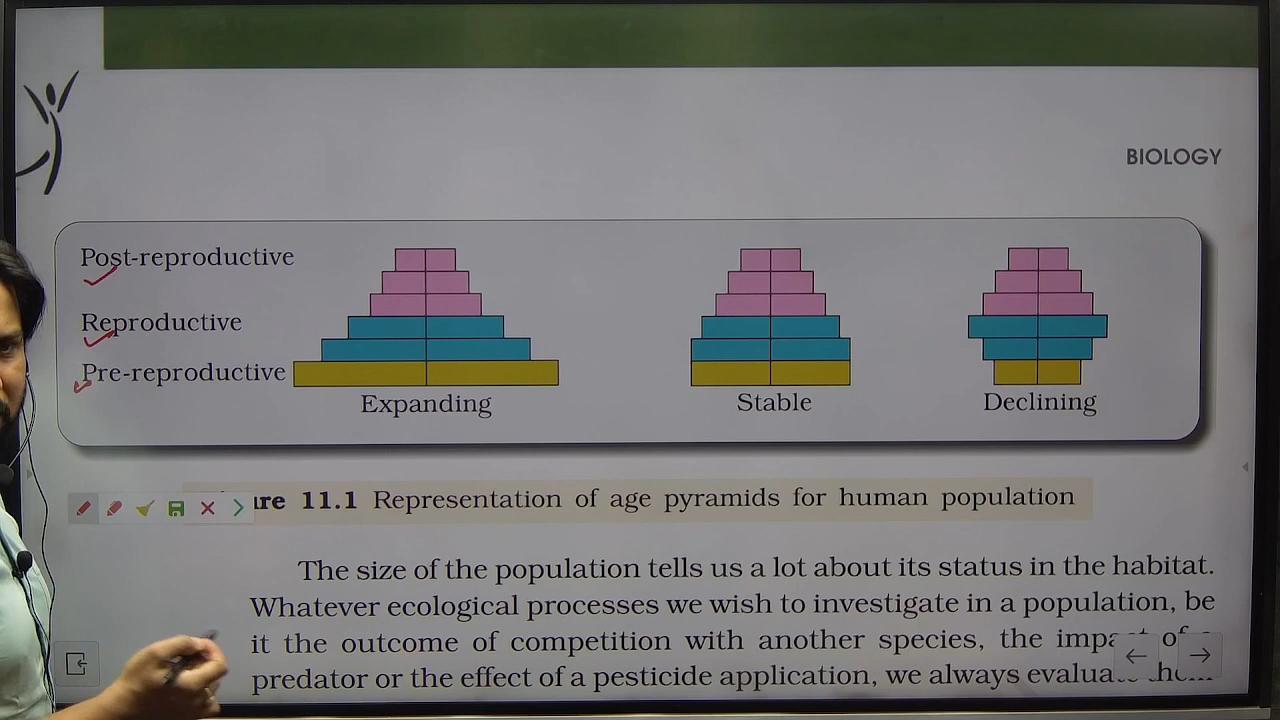 BIOLOGY
Post-reproductive
Reproductive
Pre-reproductive
Expanding
Stable
Declining
11.1 Representation of age pyramids for human population
The size of the population tells us a lot about its status in the habitat.
Whatever ecological processes we wish to investigate in a population, be
it the outcome of competition with another species, the of
predator or the effect of a pesticide application, we always